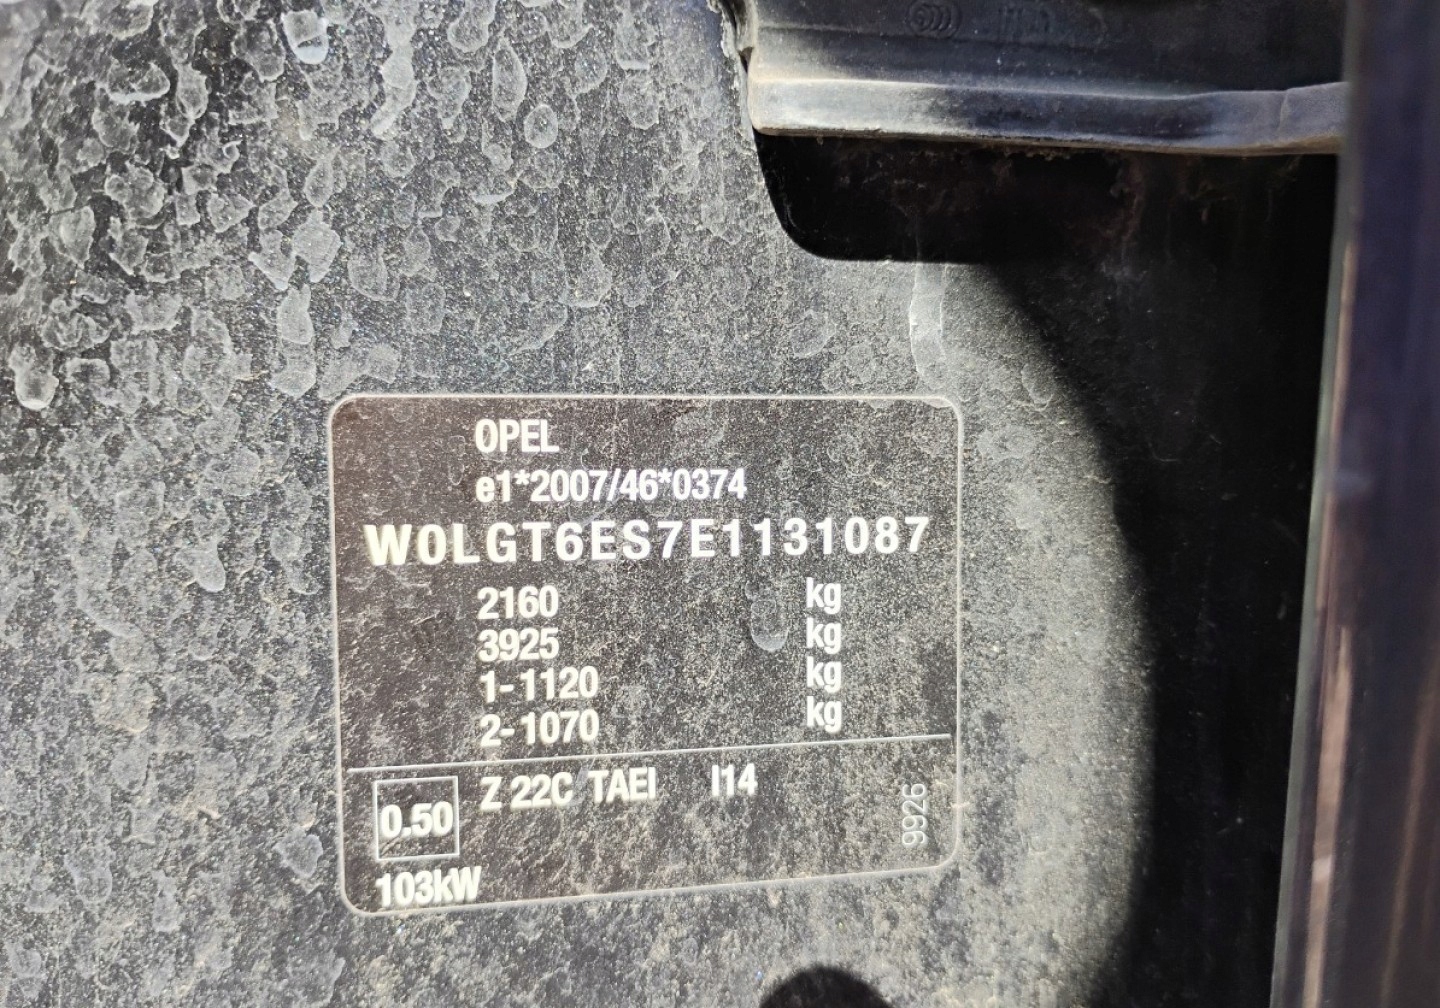 OPEL
e1*2007/46*0374
W0LGT6ES7E1131087
2160 kg
3925 kg
1-1120 kg
2-1070 kg
0.50 Z 22C TAEI I14
9926
103kW